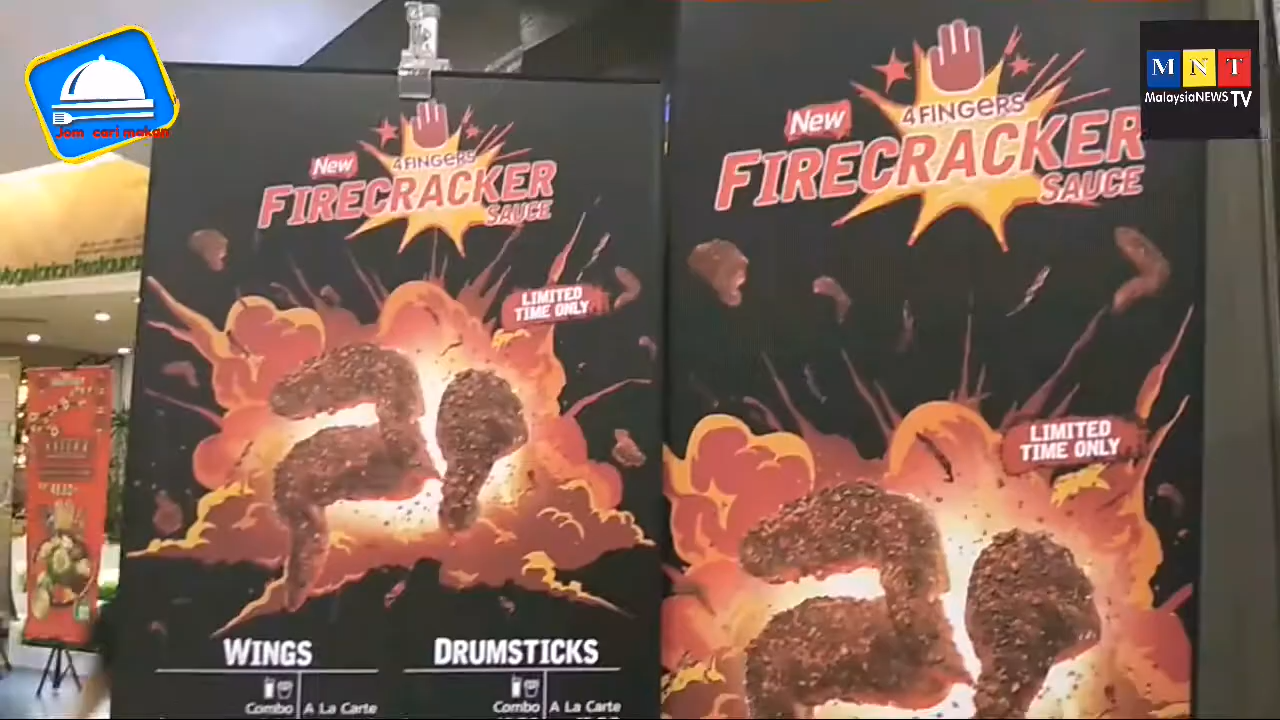 Jom cari makan
MNT
MalaysiaNEWS TV
4FINGERS
New
FIRECRACKER
SAUCE
LIMITED
TIME ONLY
WINGS
DRUMSTICKS
Combo
A La Carte
Combo
A La Carte
4FINGERS
New
FIRECRACKER
SAUCE
LIMITED
TIME ONLY